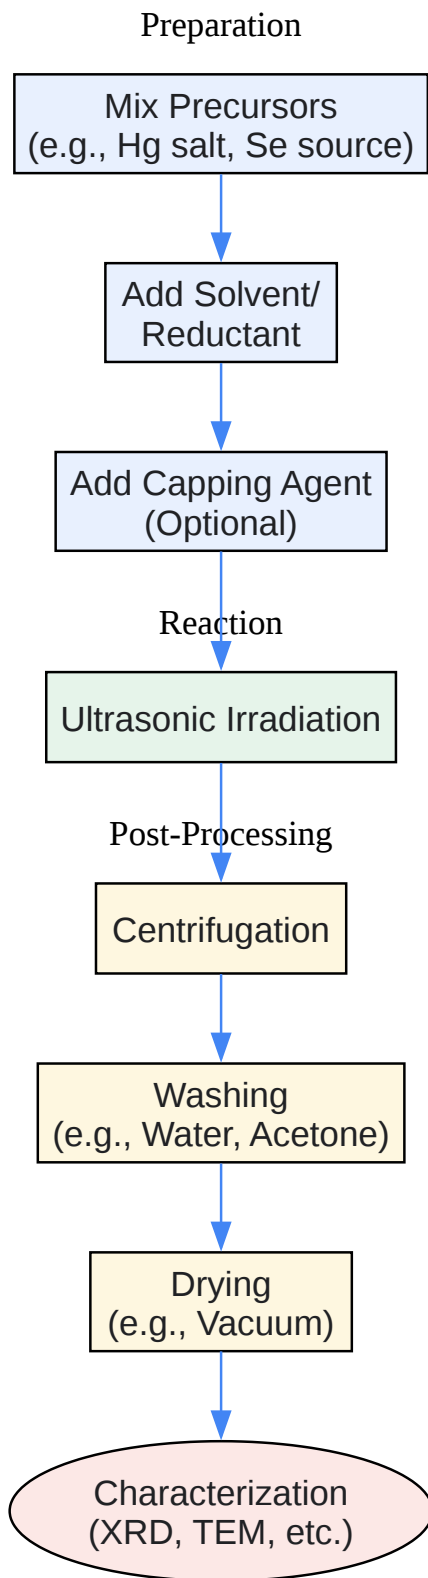 Preparation
Mix Precursors
(e.g., Hg salt, Se source)
Add Solvent/
Reductant
Add Capping Agent
(Optional)
Reaction
Ultrasonic Irradiation
Post-Processing
Centrifugation
Washing
(e.g., Water, Acetone)
Drying
(e.g., Vacuum)
Characterization
(XRD, TEM, etc.)